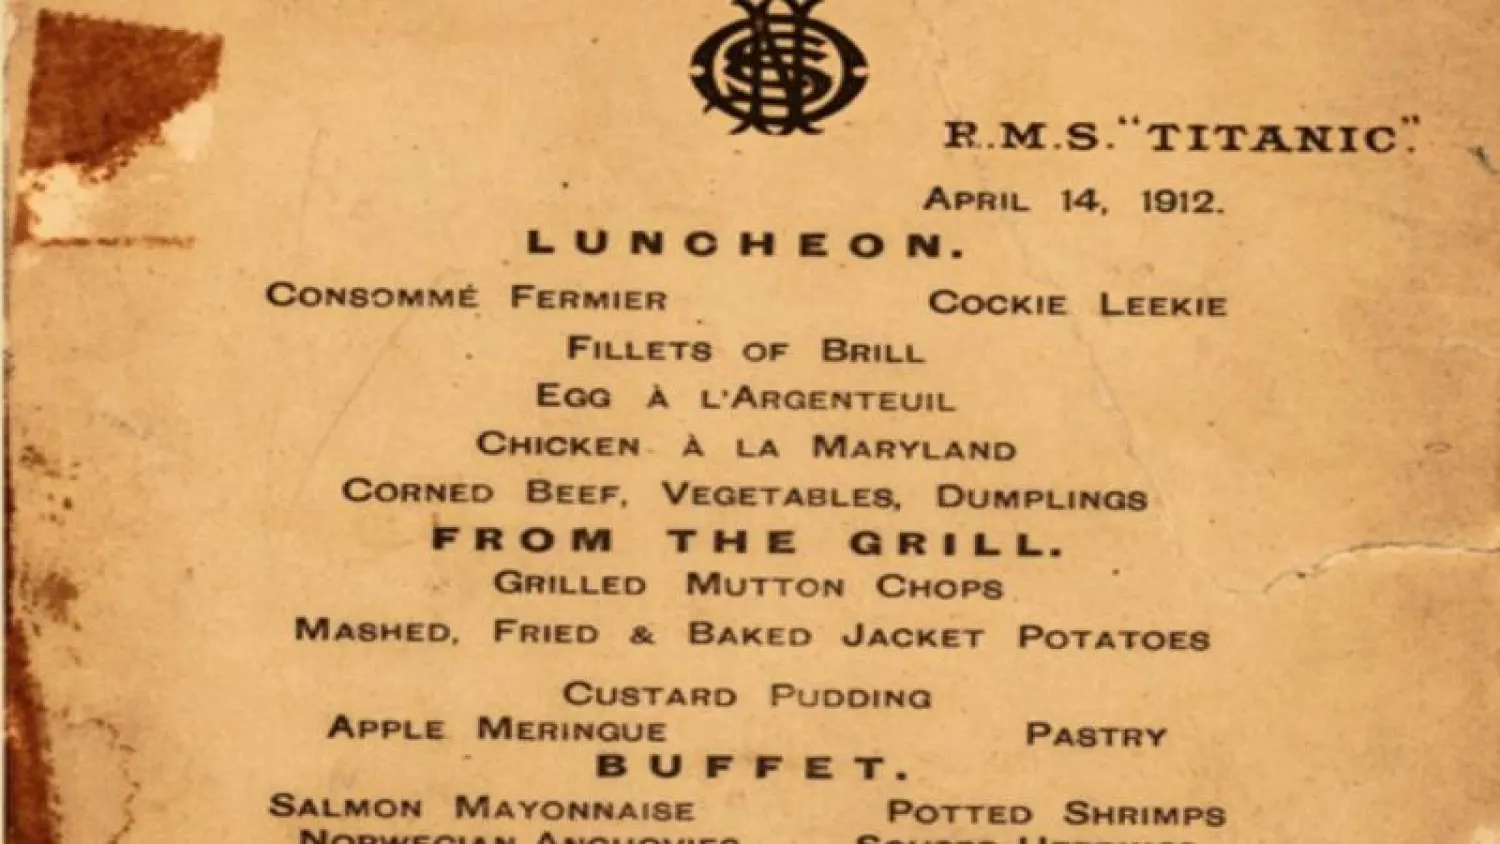 R.M.S. "TITANIC."
APRIL 14, 1912.
LUNCHEON.
CONSOMMÉ FERMIER COCKIE LEEKIE
FILLETS OF BRILL
EGG À L'ARGENTEUIL
CHICKEN À LA MARYLAND
CORNED BEEF, VEGETABLES, DUMPLINGS
FROM THE GRILL.
GRILLED MUTTON CHOPS
MASHED, FRIED & BAKED JACKET POTATOES
CUSTARD PUDDING
APPLE MERINGUE PASTRY
BUFFET.
SALMON MAYONNAISE POTTED SHRIMPS
NORWEGIAN ANCHOVIES